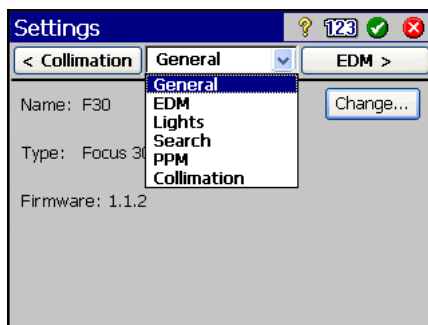 Settings
123
< Collimation
General
EDM >
General
EDM
Lights
Search
PPM
Collimation
Name: F30
Change...
Type: Focus 30
Firmware: 1.1.2